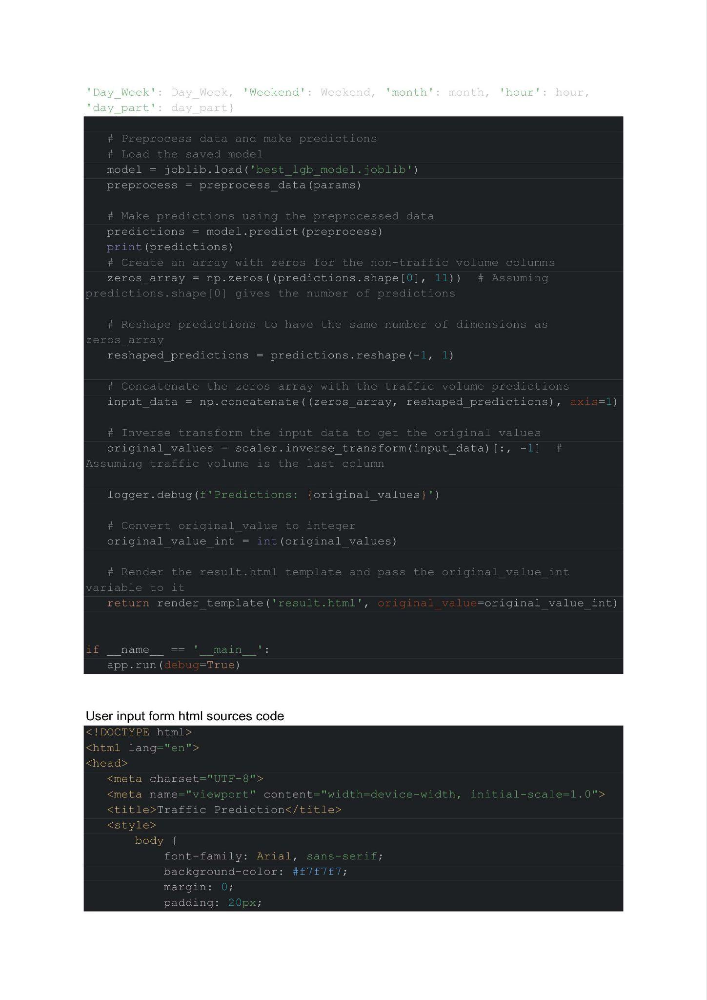 'Day_Week': Day_Week, 'Weekend': Weekend, 'month': month, 'hour': hour,
'day_part': day_part}
# Preprocess data and make predictions
# Load the saved model
model = joblib.load('best_lgb_model.joblib')
preprocess = preprocess_data(params)
# Make predictions using the preprocessed data
predictions = model.predict(preprocess)
print(predictions)
# Create an array with zeros for the non-traffic volume columns
zeros_array = np.zeros((predictions.shape[0], 11))  # Assuming
predictions.shape[0] gives the number of predictions
# Reshape predictions to have the same number of dimensions as
zeros_array
reshaped_predictions = predictions.reshape(-1, 1)
# Concatenate the zeros array with the traffic volume predictions
input_data = np.concatenate((zeros_array, reshaped_predictions), axis=1)
# Inverse transform the input data to get the original values
original_values = scaler.inverse_transform(input_data)[:, -1]  #
Assuming traffic volume is the last column
logger.debug(f'Predictions: {original_values}')
# Convert original_value to integer
original_value_int = int(original_values)
# Render the result.html template and pass the original_value_int
variable to it
return render_template('result.html', original_value=original_value_int)
if __name__ == '__main__':
app.run(debug=True)
User input form html sources code
<!DOCTYPE html>
<html lang="en">
<head>
<meta charset="UTF-8">
<meta name="viewport" content="width=device-width, initial-scale=1.0">
<title>Traffic Prediction</title>
<style>
body {
font-family: Arial, sans-serif;
background-color: #f7f7f7;
margin: 0;
padding: 20px;